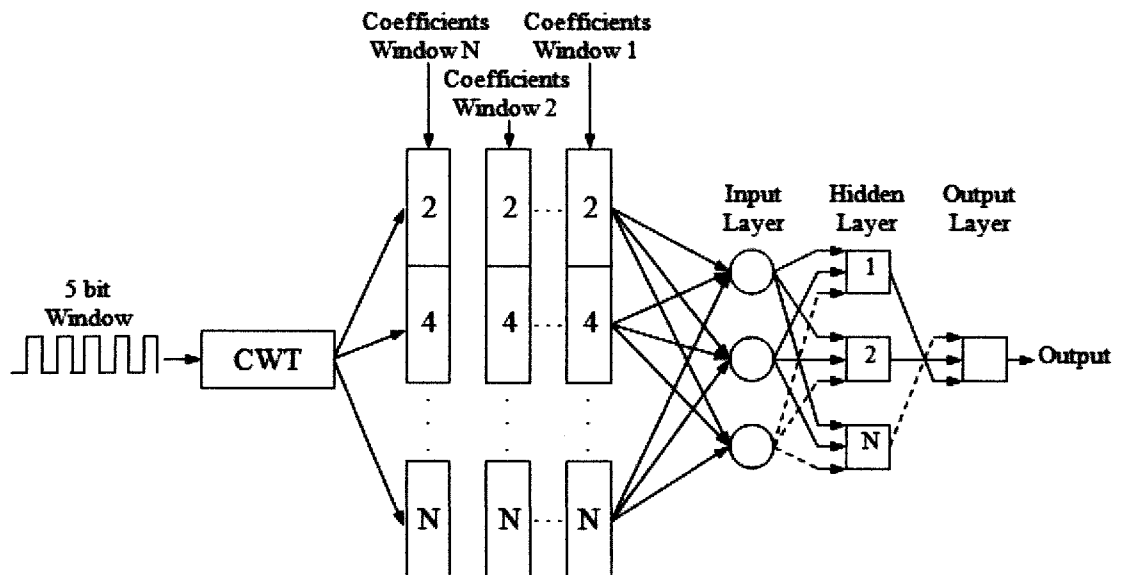 Coefficients
Window N
Coefficients
Window 1
Coefficients
Window 2
2 2 2
Input
Layer
Hidden
Layer
Output
Layer
1
5 bit
Window
4 4 4
CWT
2
Output
N
N N N